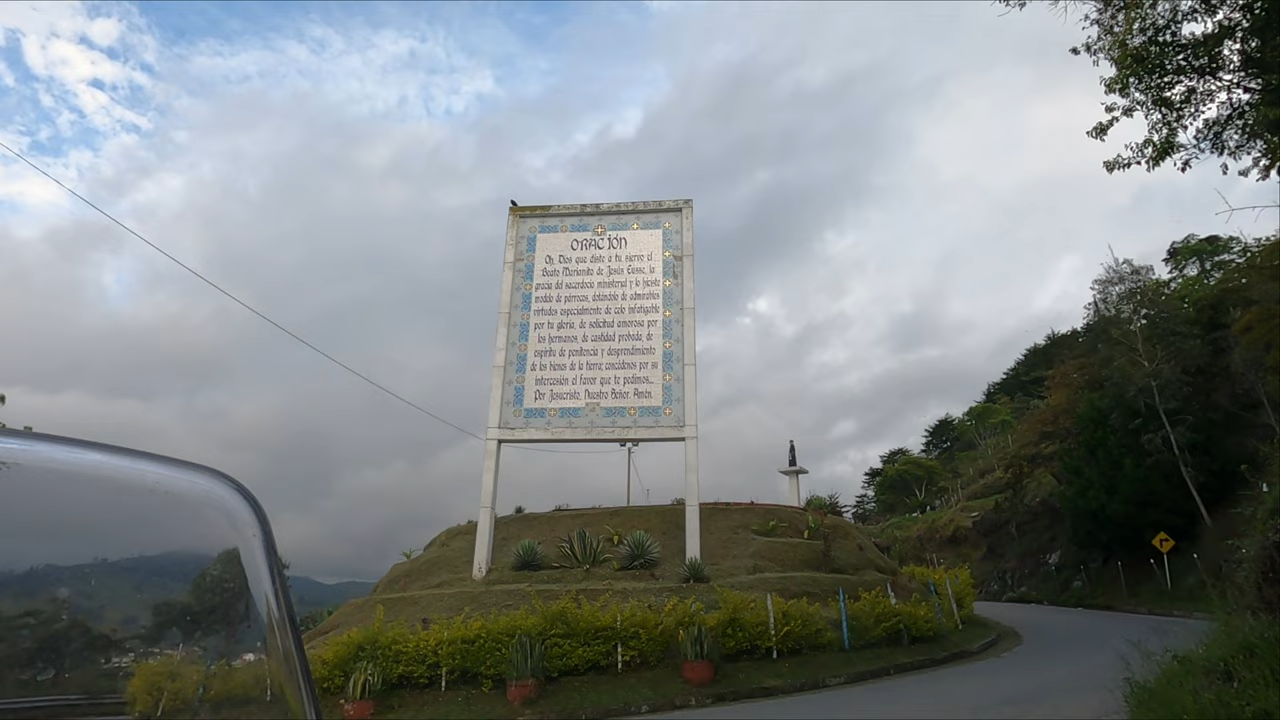 ORACIÓN
Oh, Dios que diste a tu siervo el
Beato Marianito de Jesús Eusse, la
gracia del sacerdocio ministerial y lo hiciste
modelo de párrocos, dotándolo de admirables
virtudes especialmente de celo infatigable
por tu gloria, de solicitud amorosa por
los hermanos, de castidad probada, de
espíritu de penitencia y desprendimiento
de los bienes de la tierra; concédenos por su
intercesión el favor que te pedimos...
Por Jesucristo, Nuestro Señor. Amén.